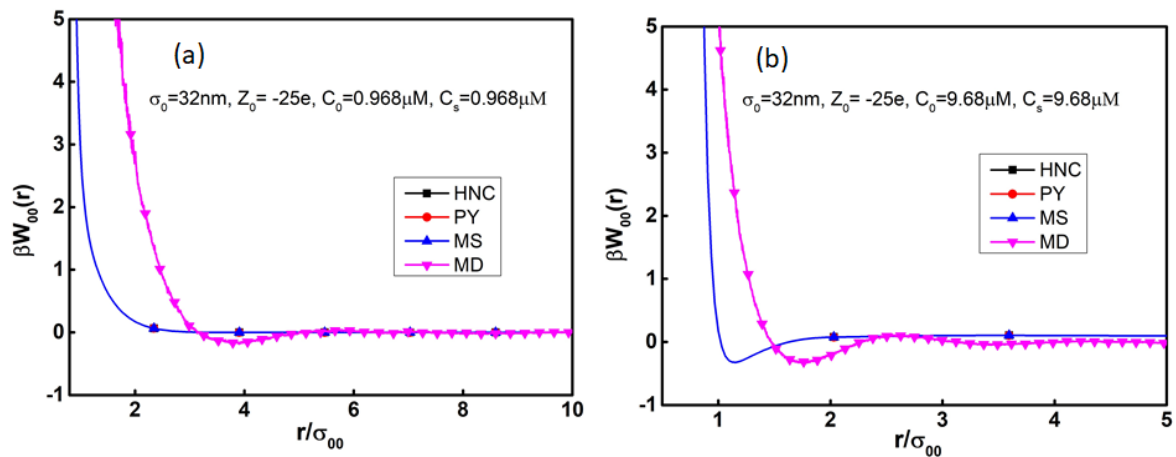 (a)
σ₀=32nm, Z₀= -25e, C₀=0.968μM, Cₛ=0.968μM
HNC
PY
MS
MD
βW₀₀(r)
5
4
3
2
1
0
-1
2 4 6 8 10
r/σ₀₀
(b)
σ₀=32nm, Z₀= -25e, C₀=9.68μM, Cₛ=9.68μM
HNC
PY
MS
MD
βW₀₀(r)
5
4
3
2
1
0
-1
1 2 3 4 5
r/σ₀₀